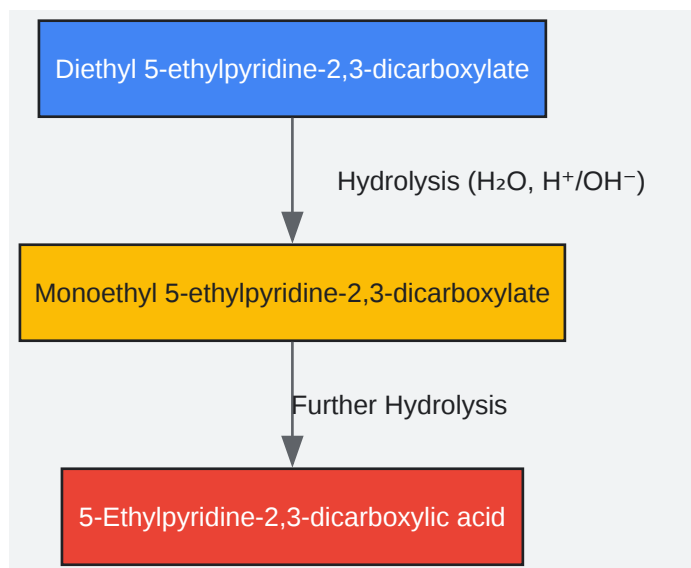 Diethyl 5-ethylpyridine-2,3-dicarboxylate
Hydrolysis (H₂O, H⁺/OH⁻)
Monoethyl 5-ethylpyridine-2,3-dicarboxylate
Further Hydrolysis
5-Ethylpyridine-2,3-dicarboxylic acid